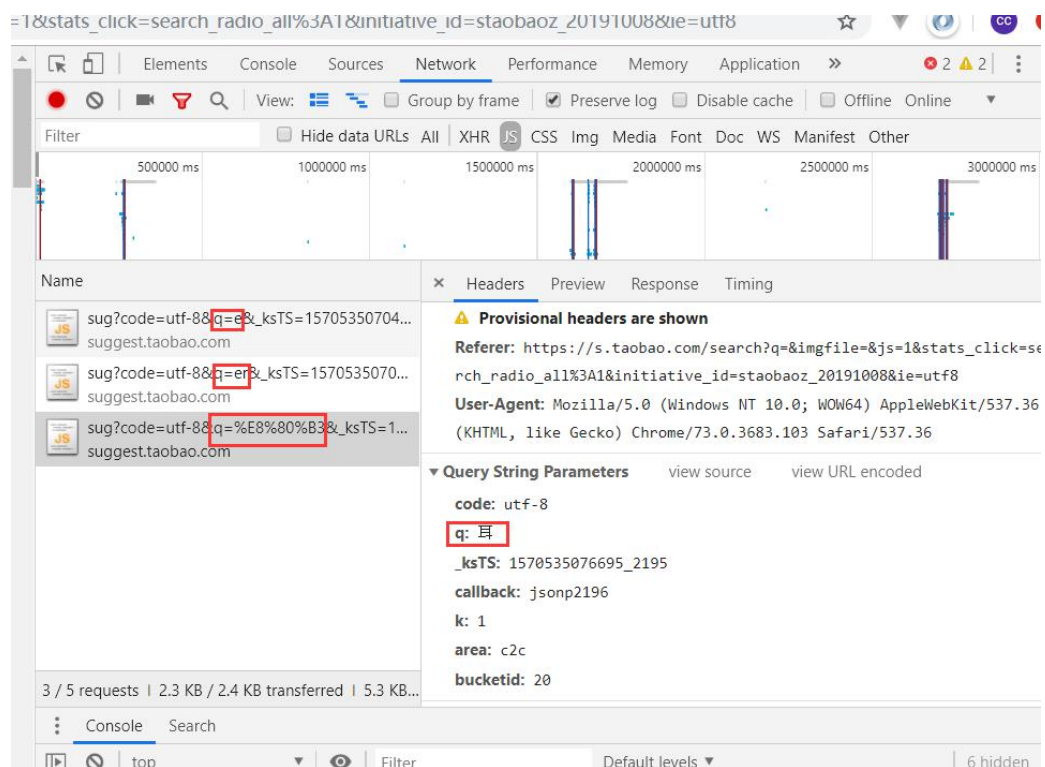 =1&stats_click=search_radio_all%3A1&initiative_id=staobaoz_20191008&ie=utf8
CC
Elements Console Sources Network Performance Memory Application » 2 2
View: Group by frame Preserve log Disable cache Offline Online
Filter Hide data URLs All XHR JS CSS Img Media Font Doc WS Manifest Other
500000 ms 1000000 ms 1500000 ms 2000000 ms 2500000 ms 3000000 ms
Name
× Headers Preview Response Timing
JS
sug?code=utf-8&q=e&_ksTS=15705350704...
suggest.taobao.com
JS
sug?code=utf-8&q=er&_ksTS=1570535070...
suggest.taobao.com
JS
sug?code=utf-8&q=%E8%80%B3&_ksTS=1...
suggest.taobao.com
Provisional headers are shown
Referer: https://s.taobao.com/search?q=&imgfile=&js=1&stats_click=se
rch_radio_all%3A1&initiative_id=staobaoz_20191008&ie=utf8
User-Agent: Mozilla/5.0 (Windows NT 10.0; WOW64) AppleWebKit/537.36
(KHTML, like Gecko) Chrome/73.0.3683.103 Safari/537.36
Query String Parameters view source view URL encoded
code: utf-8
q: 耳
_ksTS: 1570535076695_2195
callback: jsonp2196
k: 1
area: c2c
bucketid: 20
3 / 5 requests | 2.3 KB / 2.4 KB transferred | 5.3 KB...
Console Search
top Filter Default levels ▼ 6 hidden